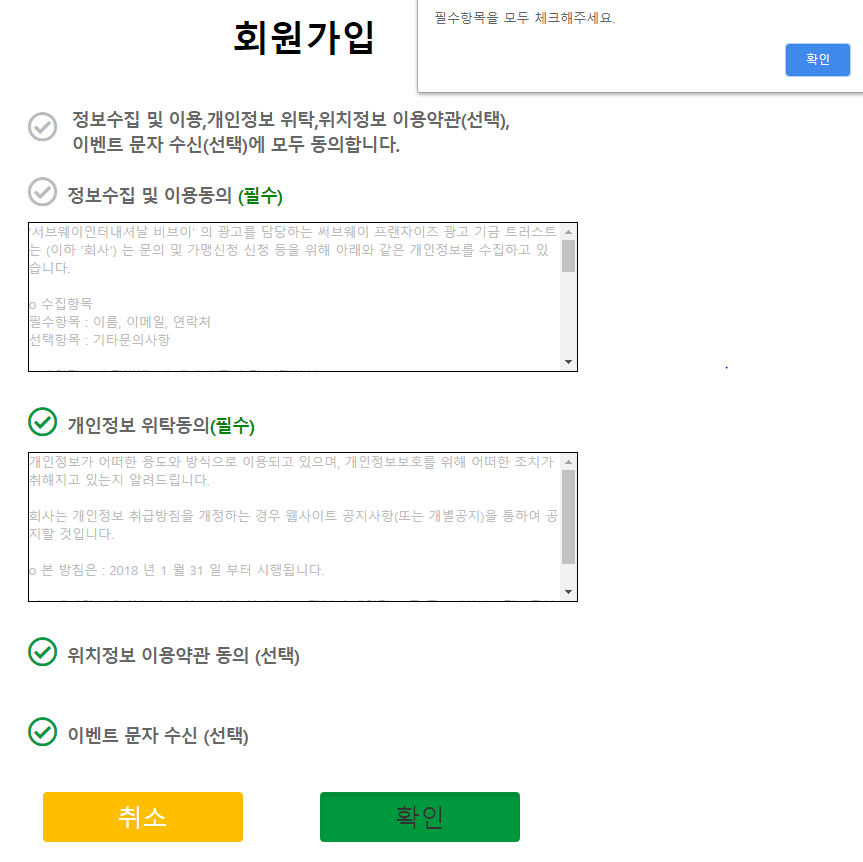 회원가입
필수항목을 모두 체크해주세요.
확인
정보수집 및 이용,개인정보 위탁,위치정보 이용약관(선택),
이벤트 문자 수신(선택)에 모두 동의합니다.
정보수집 및 이용동의 (필수)
'서브웨이인터내셔날 비브이' 의 광고를 담당하는 써브웨이 프랜차이즈 광고 기금 트러스트
는 (이하 '회사') 는 문의 및 가맹신청 신청 등을 위해 아래와 같은 개인정보를 수집하고 있
습니다.
o 수집항목
필수항목 : 이름, 이메일, 연락처
선택항목 : 기타문의사항
개인정보 위탁동의(필수)
개인정보가 어떠한 용도와 방식으로 이용되고 있으며, 개인정보보호를 위해 어떠한 조치가
취해지고 있는지 알려드립니다.
회사는 개인정보 취급방침을 개정하는 경우 웹사이트 공지사항(또는 개별공지)을 통하여 공
지할 것입니다.
o 본 방침은 : 2018 년 1 월 31 일 부터 시행됩니다.
위치정보 이용약관 동의 (선택)
이벤트 문자 수신 (선택)
취소
확인